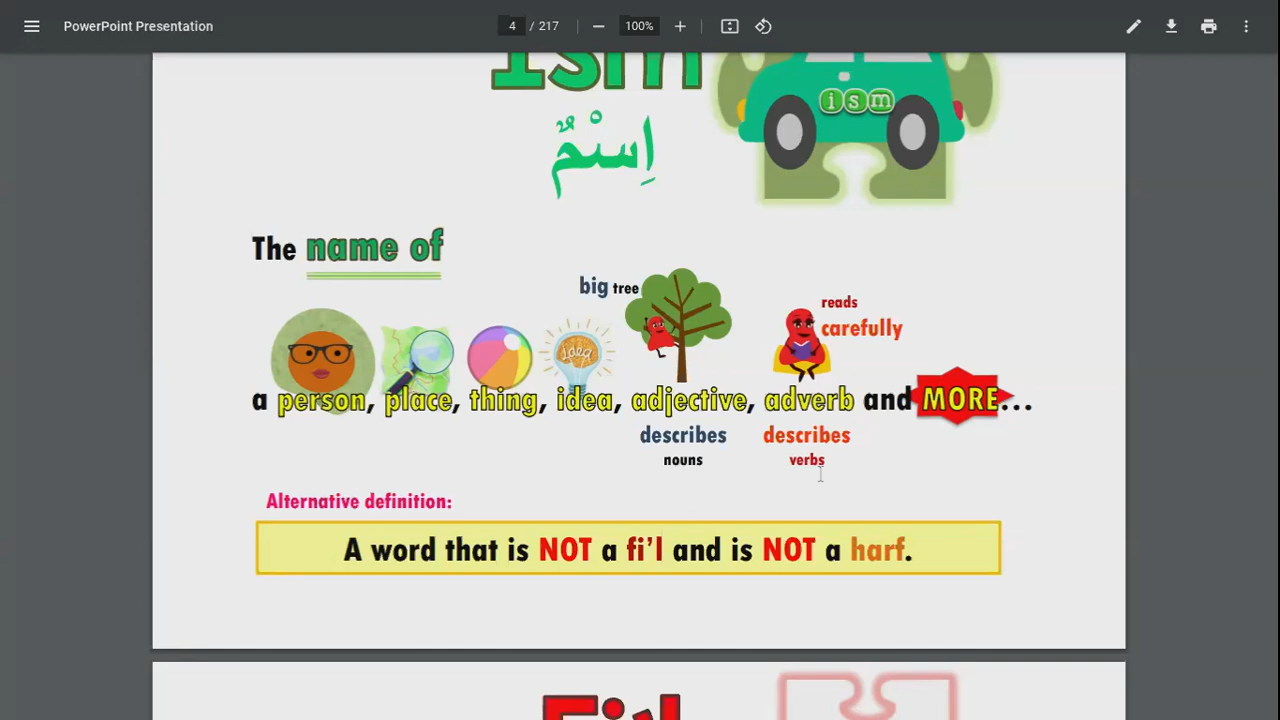 PowerPoint Presentation
4 / 217
100%
Ism
ism
اِسْمٌ
The name of
big tree
reads
carefully
idea
a person, place, thing, idea, adjective, adverb and MORE...
describes describes
nouns verbs
Alternative definition:
A word that is NOT a fi'l and is NOT a harf.
Fi'l